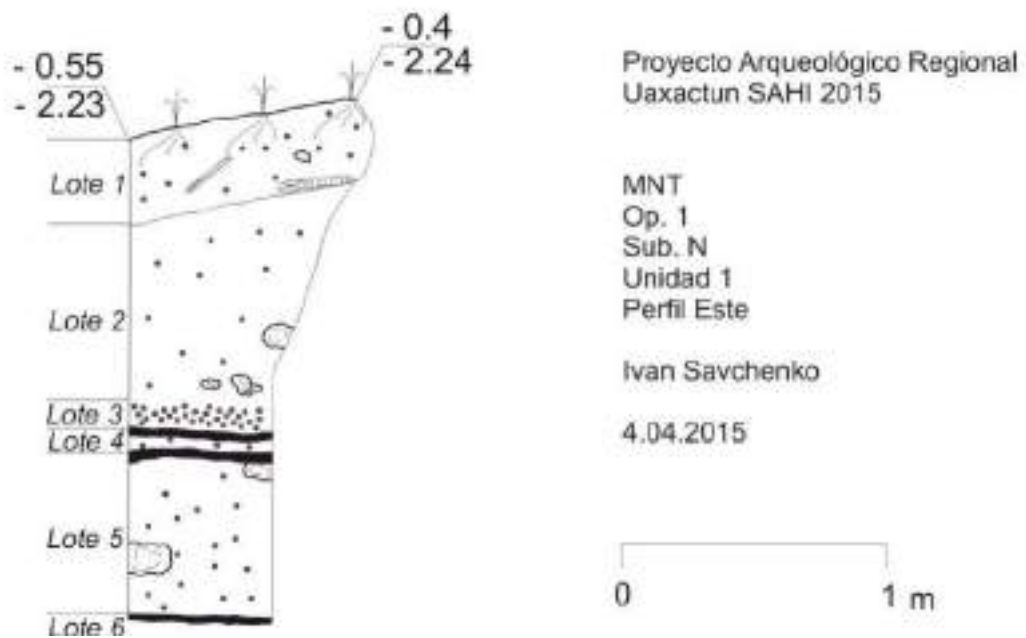 - 0.55
- 2.23
- 0.4
- 2.24
Lote 1
Lote 2
Lote 3
Lote 4
Lote 5
Lote 6
Proyecto Arqueológico Regional
Uaxactun SAHI 2015
MNT
Op. 1
Sub. N
Unidad 1
Perfil Este
Ivan Savchenko
4.04.2015
0 1 m